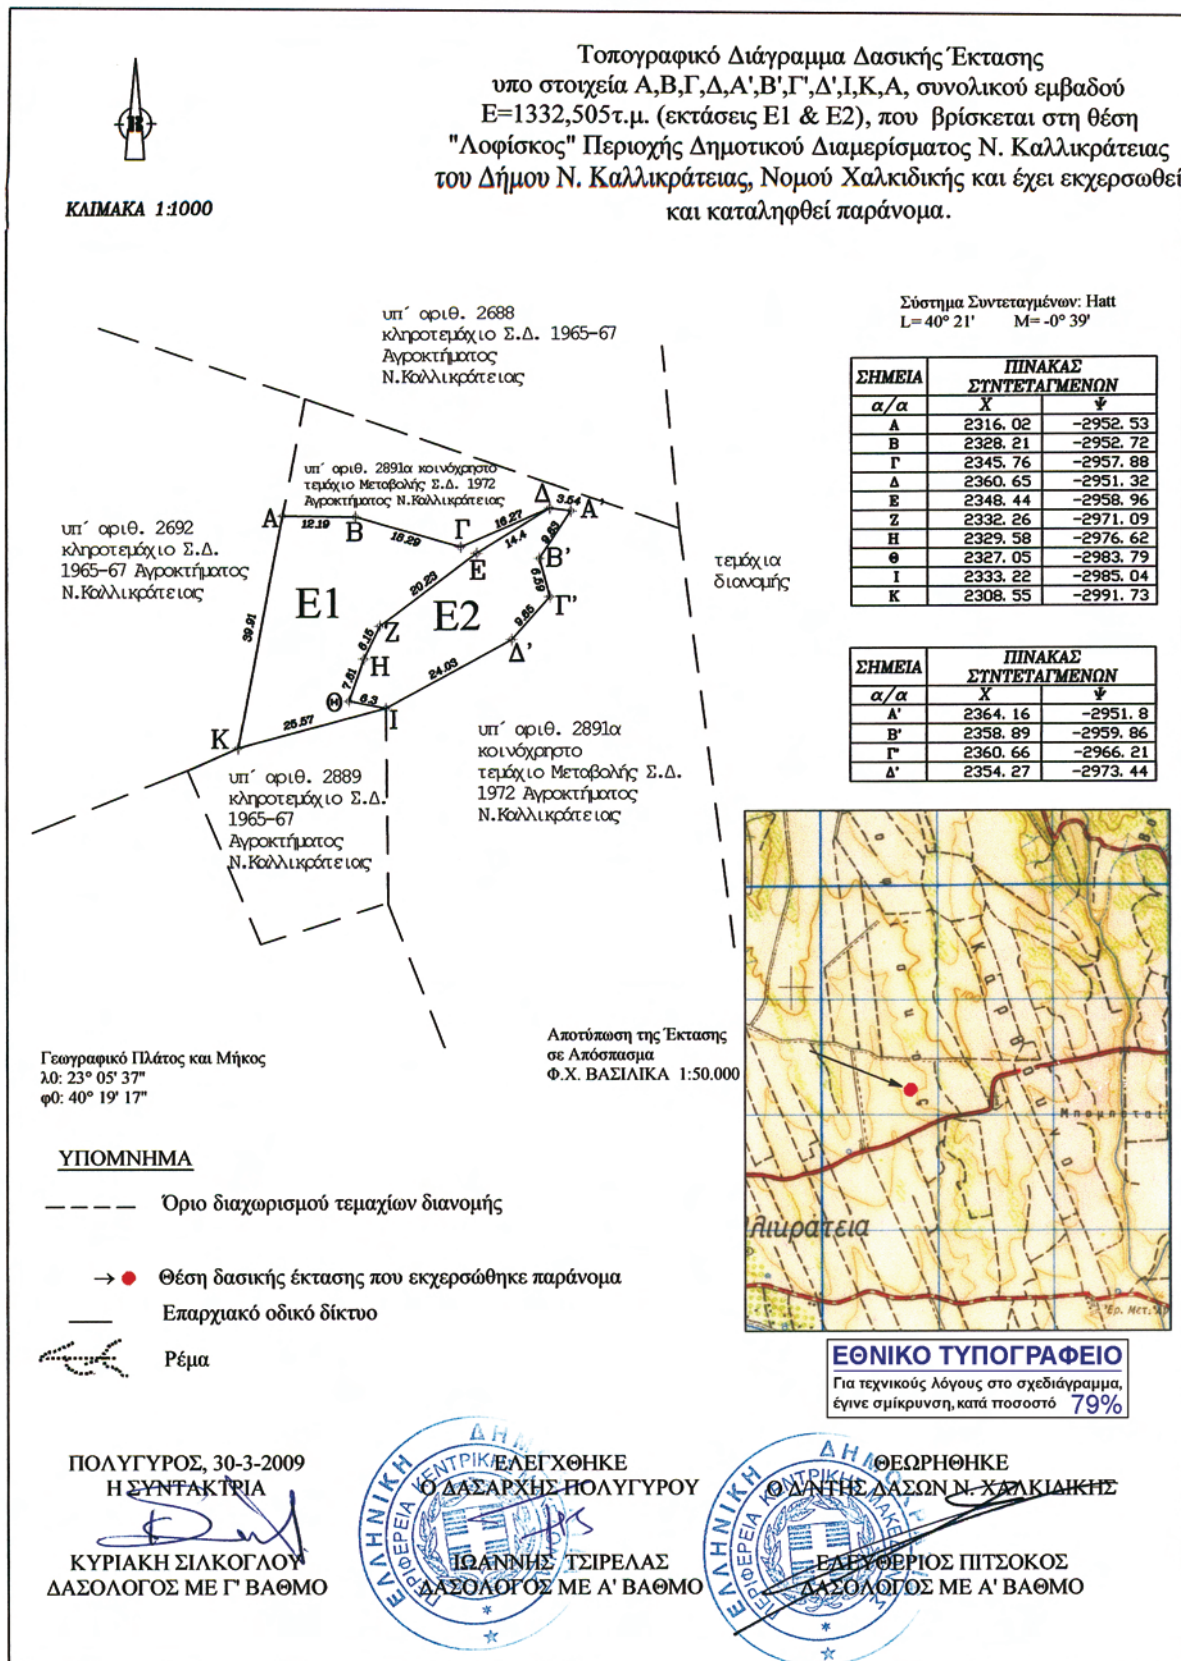 Τοπογραφικό Διάγραμμα Δασικής Έκτασης
υπο στοιχεία Α,Β,Γ,Δ,Α',Β',Γ',Δ',Ι,Κ,Α, συνολικού εμβαδού
Ε=1332,505τ.μ. (εκτάσεις Ε1 & Ε2), που βρίσκεται στη θέση
"Λοφίσκος" Περιοχής Δημοτικού Διαμερίσματος Ν. Καλλικράτειας
του Δήμου Ν. Καλλικράτειας, Νομού Χαλκιδικής και έχει εκχερσωθεί
και καταληφθεί παράνομα.
ΚΛΙΜΑΚΑ 1:1000
Σύστημα Συντεταγμένων: Hatt
L= 40° 21' M= -0° 39'
υπ΄ αριθ. 2688
κληροτεμάχιο Σ.Δ. 1965-67
Αγροκτήματος
Ν.Καλλικράτειας
υπ΄ αριθ. 2891α κοινόχρηστο
τεμάχιο Μεταβολής Σ.Δ. 1972
Αγροκτήματος Ν.Καλλικράτειας
υπ΄ αριθ. 2692
κληροτεμάχιο Σ.Δ.
1965-67 Αγροκτήματος
Ν.Καλλικράτειας
τεμάχια
διανομής
Α 12.19 Β 18.29 Γ 16.27 Δ 3.54 Α'
14.4 Ε 9.63 Β'
6.59 Γ'
20.23
Ε1 Ε2
39.91 6.15 Ζ 9.65 Δ'
Η 24.03
7.61
Θ 6.3 Ι
Κ 25.57
υπ΄ αριθ. 2889
κληροτεμάχιο Σ.Δ.
1965-67
Αγροκτήματος
Ν.Καλλικράτειας
υπ΄ αριθ. 2891α
κοινόχρηστο
τεμάχιο Μεταβολής Σ.Δ.
1972 Αγροκτήματος
Ν.Καλλικράτειας
ΣΗΜΕΙΑ ΠΙΝΑΚΑΣ
ΣΥΝΤΕΤΑΓΜΕΝΩΝ
α/α Χ Ψ
Α 2316. 02 -2952. 53
Β 2328. 21 -2952. 72
Γ 2345. 76 -2957. 88
Δ 2360. 65 -2951. 32
Ε 2348. 44 -2958. 96
Ζ 2332. 26 -2971. 09
Η 2329. 58 -2976. 62
Θ 2327. 05 -2983. 79
Ι 2333. 22 -2985. 04
Κ 2308. 55 -2991. 73
ΣΗΜΕΙΑ ΠΙΝΑΚΑΣ
ΣΥΝΤΕΤΑΓΜΕΝΩΝ
α/α Χ Ψ
Α' 2364. 16 -2951. 8
Β' 2358. 89 -2959. 86
Γ' 2360. 66 -2966. 21
Δ' 2354. 27 -2973. 44
Γεωγραφικό Πλάτος και Μήκος
λ0: 23° 05' 37"
φ0: 40° 19' 17"
Αποτύπωση της Έκτασης
σε Απόσπασμα
Φ.Χ. ΒΑΣΙΛΙΚΑ 1:50.000
λικράτεια
ΥΠΟΜΝΗΜΑ
Όριο διαχωρισμού τεμαχίων διανομής
Θέση δασικής έκτασης που εκχερσώθηκε παράνομα
Επαρχιακό οδικό δίκτυο
Ρέμα
ΕΘΝΙΚΟ ΤΥΠΟΓΡΑΦΕΙΟ
Για τεχνικούς λόγους στο σχεδιάγραμμα,
έγινε σμίκρυνση, κατά ποσοστό 79%
ΠΟΛΥΓΥΡΟΣ, 30-3-2009
Η ΣΥΝΤΑΚΤΡΙΑ
ΚΥΡΙΑΚΗ ΣΙΛΚΟΓΛΟΥ
ΔΑΣΟΛΟΓΟΣ ΜΕ Γ' ΒΑΘΜΟ
ΕΛΕΓΧΘΗΚΕ
Ο ΔΑΣΑΡΧΗΣ ΠΟΛΥΓΥΡΟΥ
ΙΩΑΝΝΗΣ ΤΣΙΡΕΛΑΣ
ΔΑΣΟΛΟΓΟΣ ΜΕ Α' ΒΑΘΜΟ
ΘΕΩΡΗΘΗΚΕ
Ο Δ/ΝΤΗΣ ΔΑΣΩΝ Ν. ΧΑΛΚΙΔΙΚΗΣ
ΕΛΕΥΘΕΡΙΟΣ ΠΙΤΣΟΚΟΣ
ΔΑΣΟΛΟΓΟΣ ΜΕ Α' ΒΑΘΜΟ